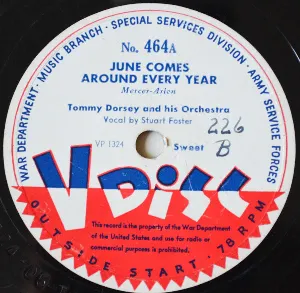 WAR DEPARTMENT · MUSIC BRANCH · SPECIAL SERVICES DIVISION · ARMY SERVICE FORCES
No. 464A
JUNE COMES
AROUND EVERY YEAR
Mercer-Arlen
Tommy Dorsey and his Orchestra
Vocal by Stuart Foster
226
VP 1324
Sweet
B
V DISC
This record is the property of the War Department
of the United States and use for radio or
commercial purposes is prohibited.
OUTSIDE START · 78 RPM